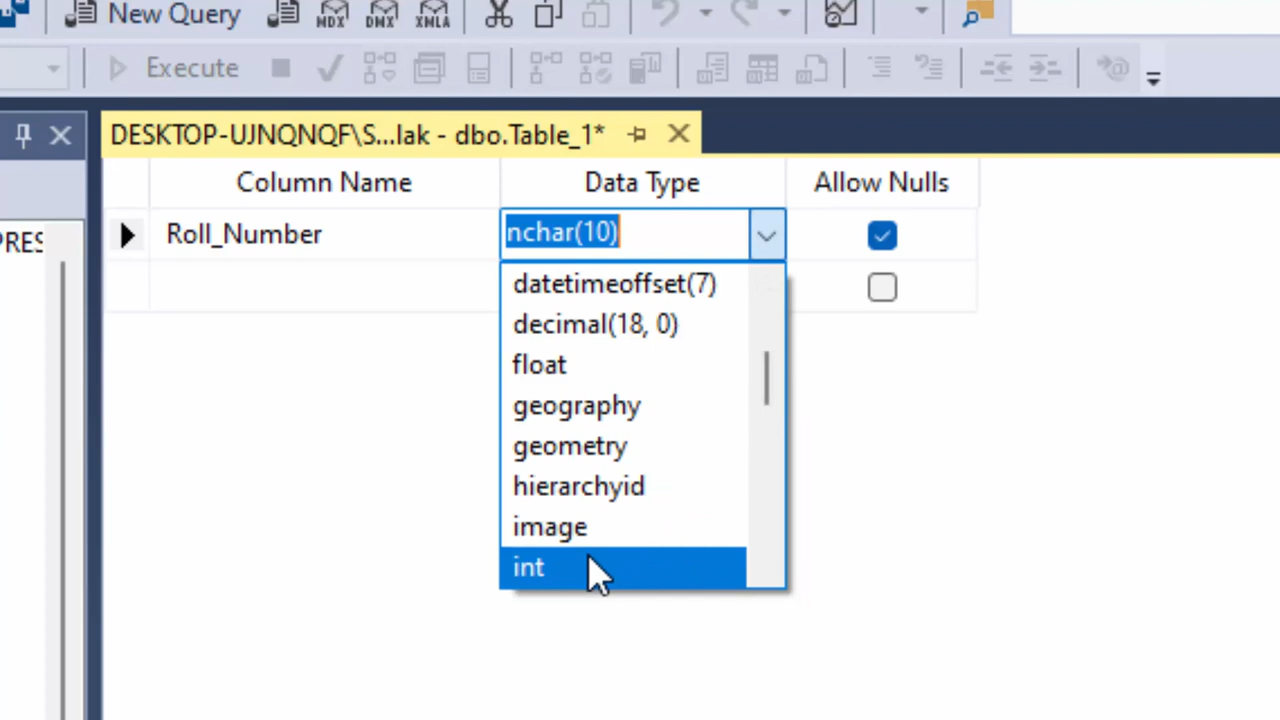 New Query
MDX
DMX
XMLA
Execute
DESKTOP-UJNQNQF\S...lak - dbo.Table_1*
Column Name Data Type Allow Nulls
Roll_Number nchar(10)
datetimeoffset(7)
decimal(18, 0)
float
geography
geometry
hierarchyid
image
int